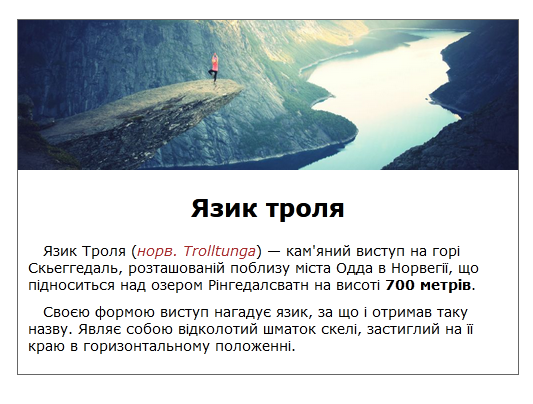 Язик троля
Язик Троля (норв. Trolltunga) — кам'яний виступ на горі
Скьеггедаль, розташованій поблизу міста Одда в Норвегії, що
підноситься над озером Рінгедалсватн на висоті 700 метрів.
Своєю формою виступ нагадує язик, за що і отримав таку
назву. Являє собою відколотий шматок скелі, застиглий на її
краю в горизонтальному положенні.